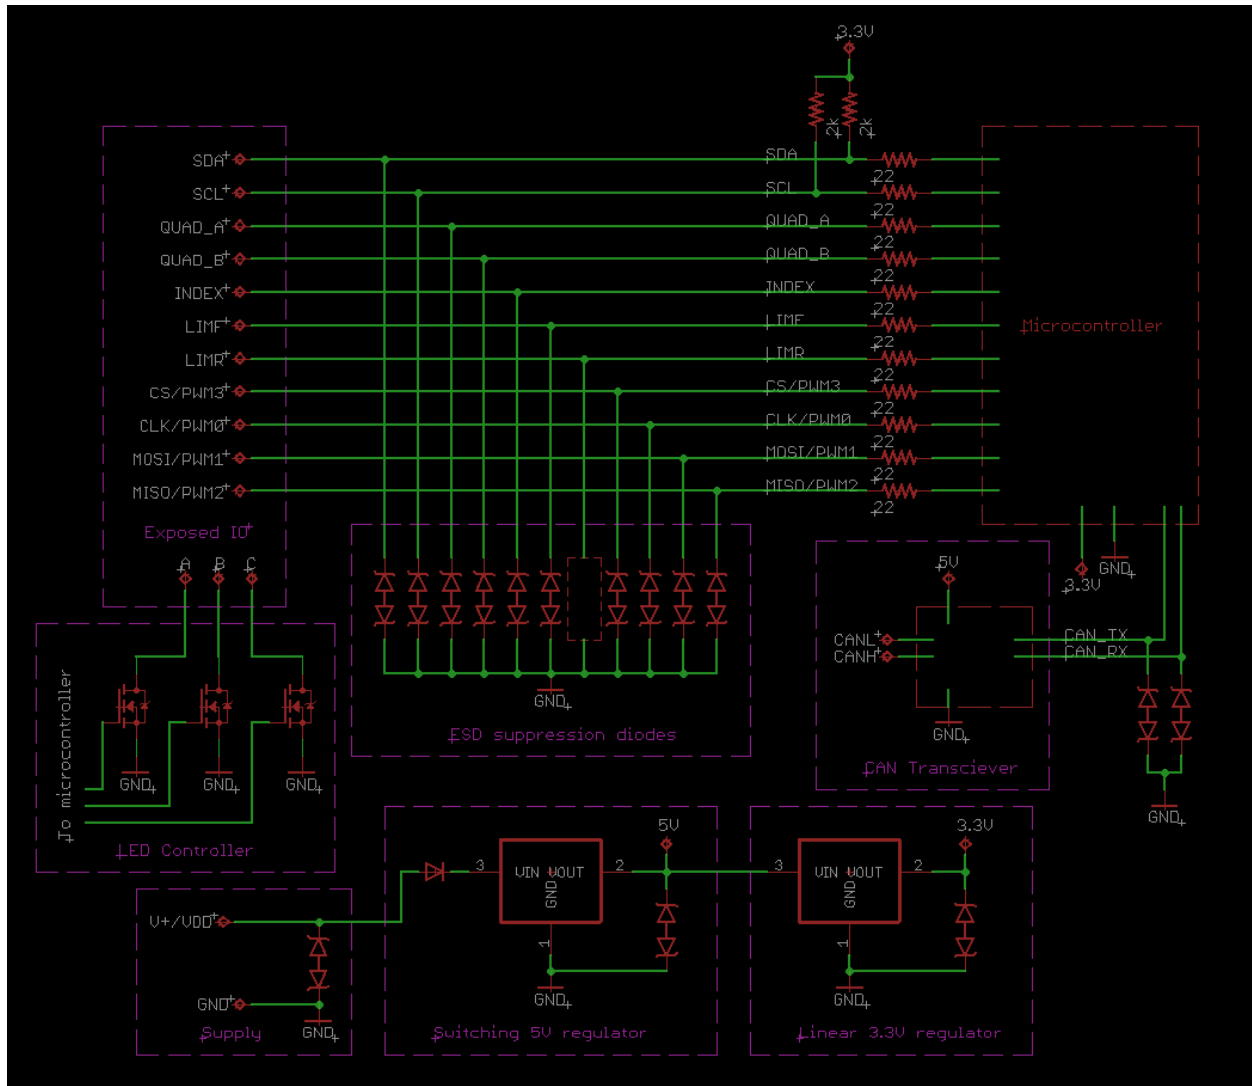 3.3V
2k
2k
SDA
SDA
22
SCL
SCL
22
QUAD_A
QUAD_A
22
QUAD_B
QUAD_B
22
INDEX
INDEX
22
LIMF
LIMF
22
Microcontroller
LIMR
LIMR
22
CS/PWM3
CS/PWM3
22
CLK/PWM0
CLK/PWM0
22
MOSI/PWM1
MOSI/PWM1
22
MISO/PWM2
MISO/PWM2
22
Exposed IO
A B C
5V
GND
3.3V
CANL
CANH
CAN_TX
CAN_RX
GND
GND
ESD suppression diodes
CAN Transciever
GND
To microcontroller
GND
GND
GND
LED Controller
5V
3.3V
3
VIN VOUT
GND
2
1
3
VIN VOUT
GND
2
1
V+/VDD
GND
GND
Supply
GND
Switching 5V regulator
GND
Linear 3.3V regulator